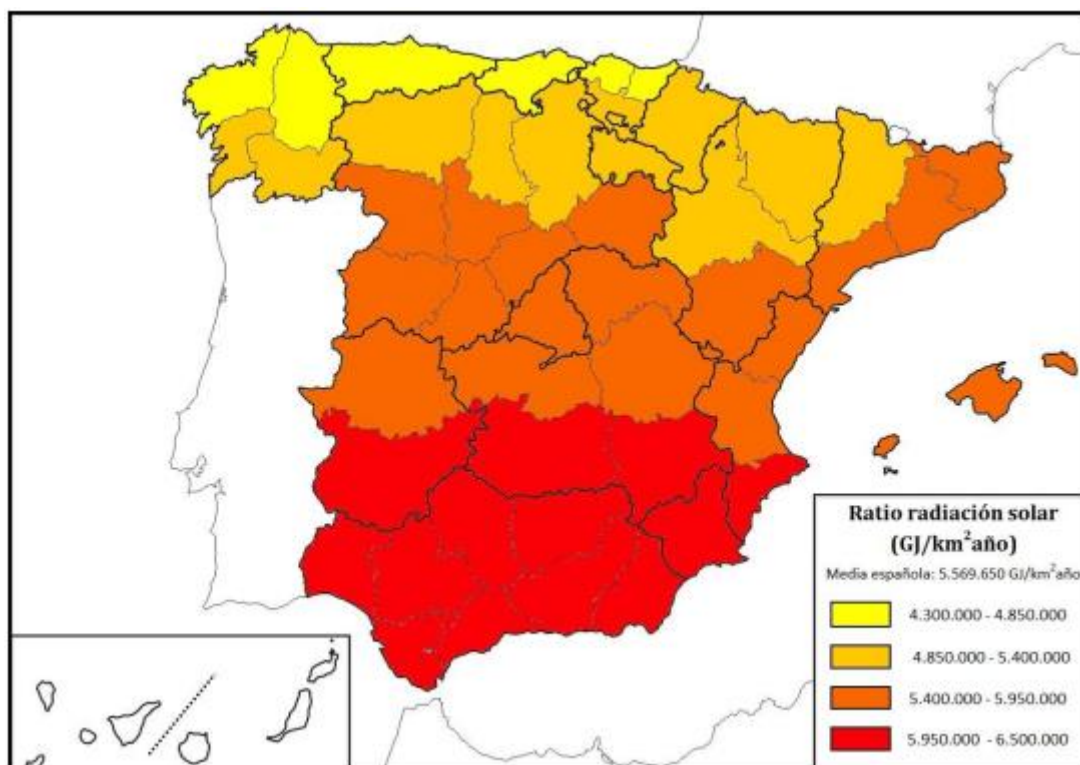 Ratio radiación solar
(GJ/km²año)
Media española: 5.569.650 GJ/km²año
4.300.000 - 4.850.000
4.850.000 - 5.400.000
5.400.000 - 5.950.000
5.950.000 - 6.500.000